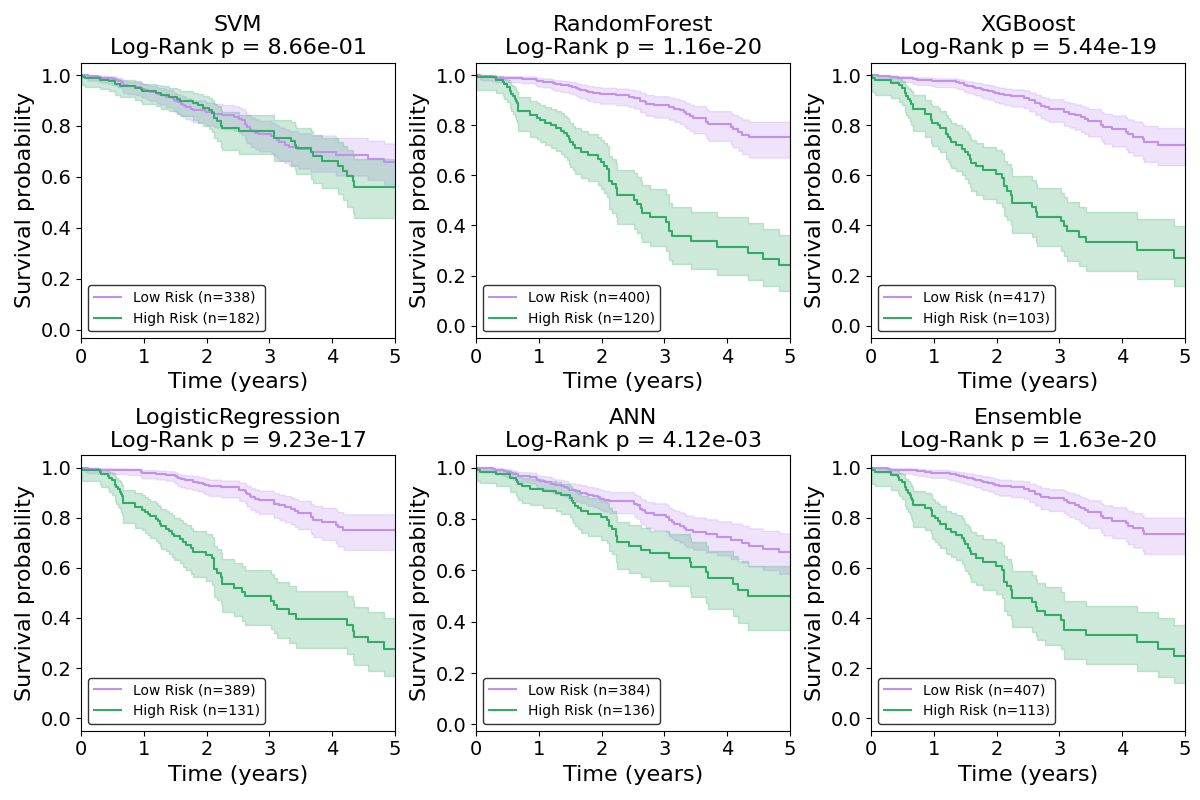 SVM
Log-Rank p = 8.66e-01
Survival probability
1.0
0.8
0.6
0.4
0.2
0.0
Low Risk (n=338)
High Risk (n=182)
0 1 2 3 4 5
Time (years)
RandomForest
Log-Rank p = 1.16e-20
Survival probability
1.0
0.8
0.6
0.4
0.2
0.0
Low Risk (n=400)
High Risk (n=120)
0 1 2 3 4 5
Time (years)
XGBoost
Log-Rank p = 5.44e-19
Survival probability
1.0
0.8
0.6
0.4
0.2
0.0
Low Risk (n=417)
High Risk (n=103)
0 1 2 3 4 5
Time (years)
LogisticRegression
Log-Rank p = 9.23e-17
Survival probability
1.0
0.8
0.6
0.4
0.2
0.0
Low Risk (n=389)
High Risk (n=131)
0 1 2 3 4 5
Time (years)
ANN
Log-Rank p = 4.12e-03
Survival probability
1.0
0.8
0.6
0.4
0.2
0.0
Low Risk (n=384)
High Risk (n=136)
0 1 2 3 4 5
Time (years)
Ensemble
Log-Rank p = 1.63e-20
Survival probability
1.0
0.8
0.6
0.4
0.2
0.0
Low Risk (n=407)
High Risk (n=113)
0 1 2 3 4 5
Time (years)